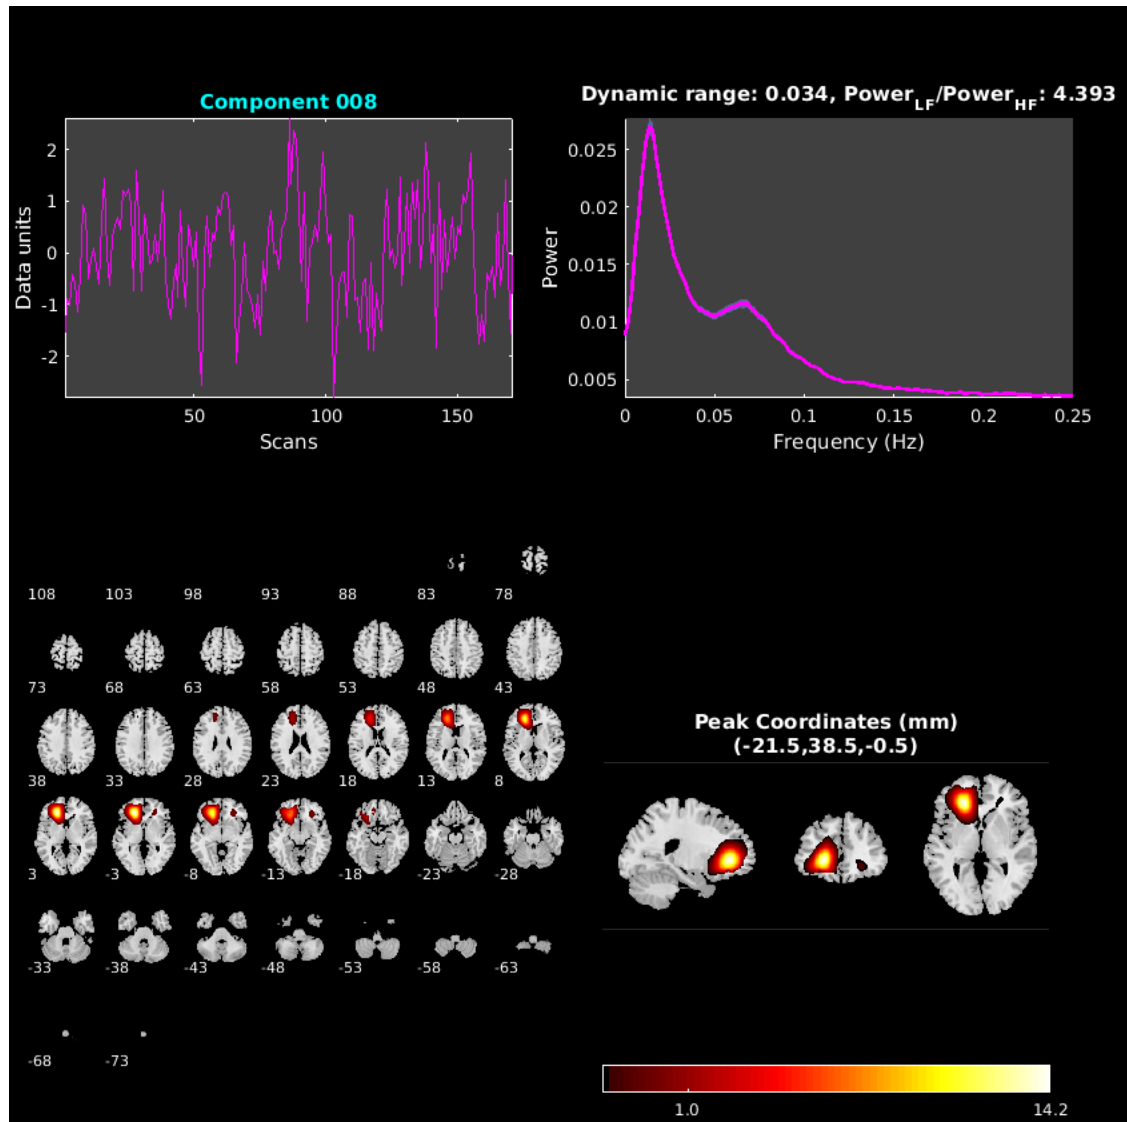 Component 008
Dynamic range: 0.034, Power_LF/Power_HF: 4.393
2
1
0
-1
-2
Data units
50
100
150
Scans
0.025
0.02
0.015
0.01
0.005
Power
0
0.05
0.1
0.15
0.2
0.25
Frequency (Hz)
108 103 98 93 88 83 78
73 68 63 58 53 48 43
38 33 28 23 18 13 8
3 -3 -8 -13 -18 -23 -28
-33 -38 -43 -48 -53 -58 -63
-68 -73
Peak Coordinates (mm)
(-21.5,38.5,-0.5)
1.0 14.2